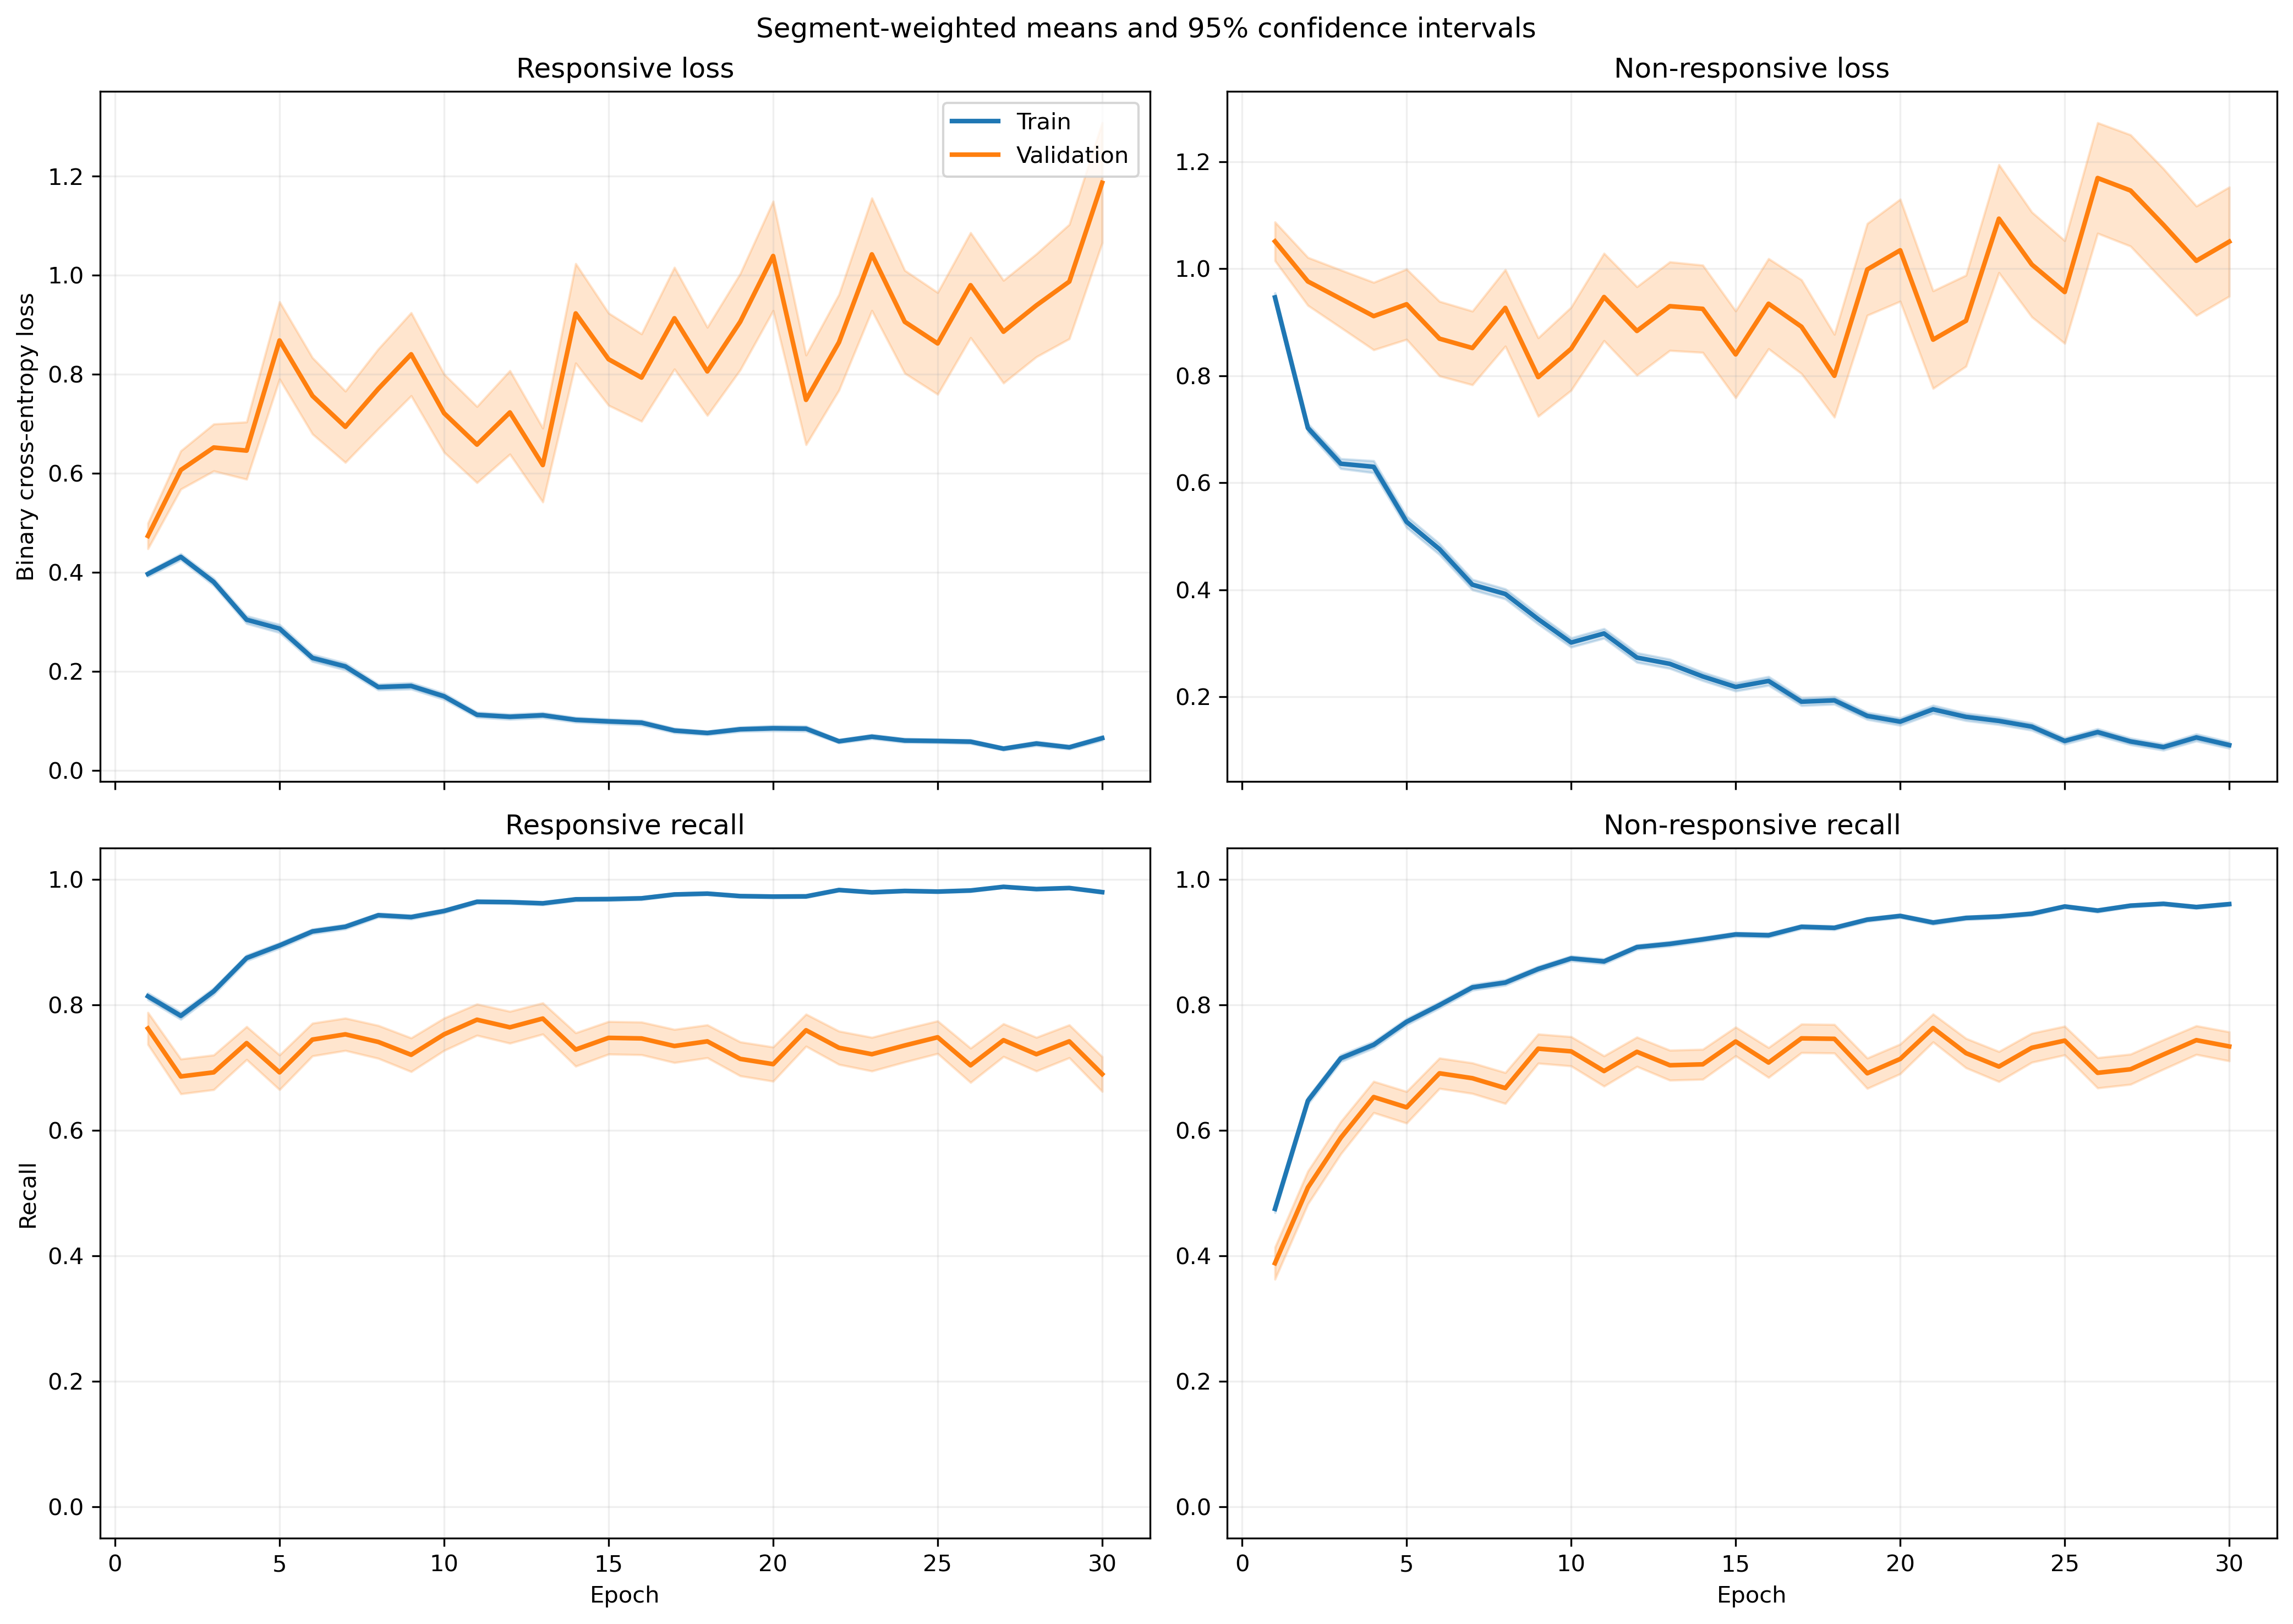 Segment-weighted means and 95% confidence intervals
Responsive loss
Non-responsive loss
Train
Validation
Binary cross-entropy loss
1.2
1.0
0.8
0.6
0.4
0.2
0.0
1.2
1.0
0.8
0.6
0.4
0.2
Responsive recall
Non-responsive recall
Recall
1.0
0.8
0.6
0.4
0.2
0.0
1.0
0.8
0.6
0.4
0.2
0.0
0 5 10 15 20 25 30
0 5 10 15 20 25 30
Epoch
Epoch